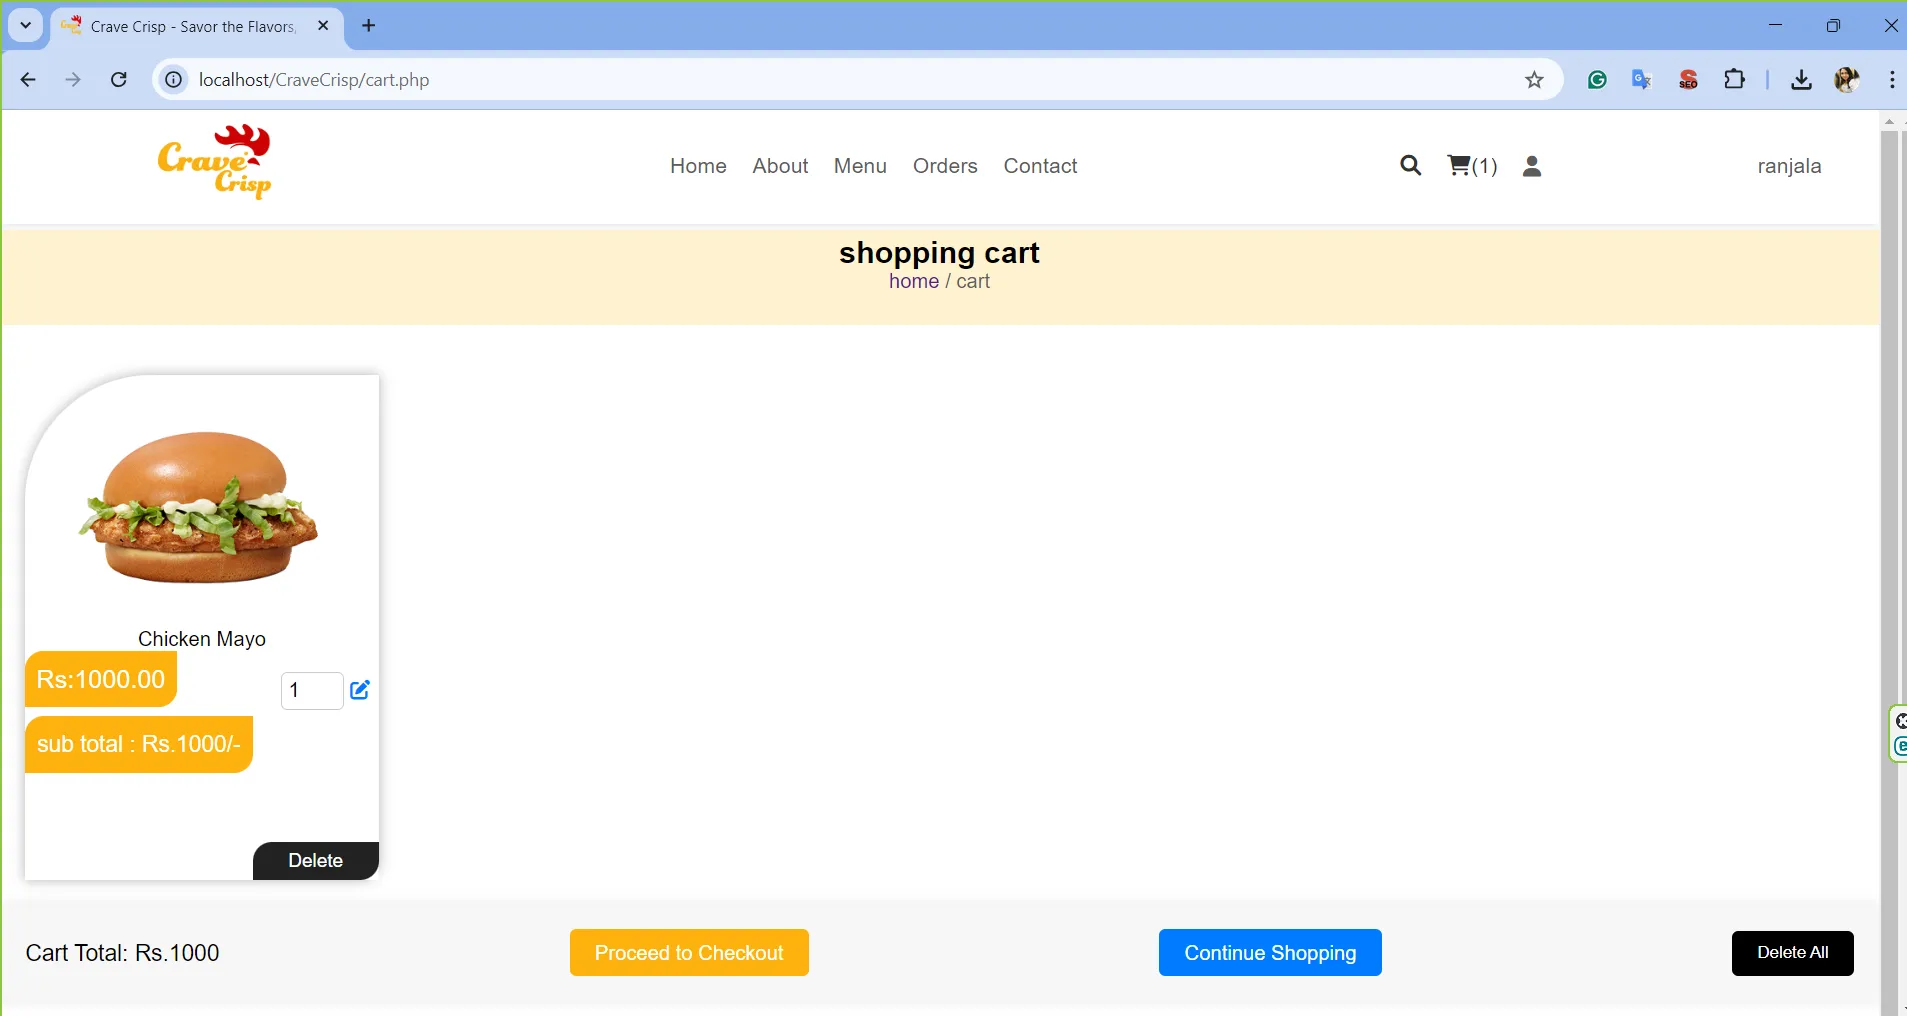 Crave Crisp - Savor the Flavors,
localhost/CraveCrisp/cart.php
SEO
Crave
Crisp
Home About Menu Orders Contact (1) ranjala
shopping cart
home / cart
Chicken Mayo
Rs:1000.00
1
sub total : Rs.1000/-
Delete
Cart Total: Rs.1000 Proceed to Checkout Continue Shopping Delete All